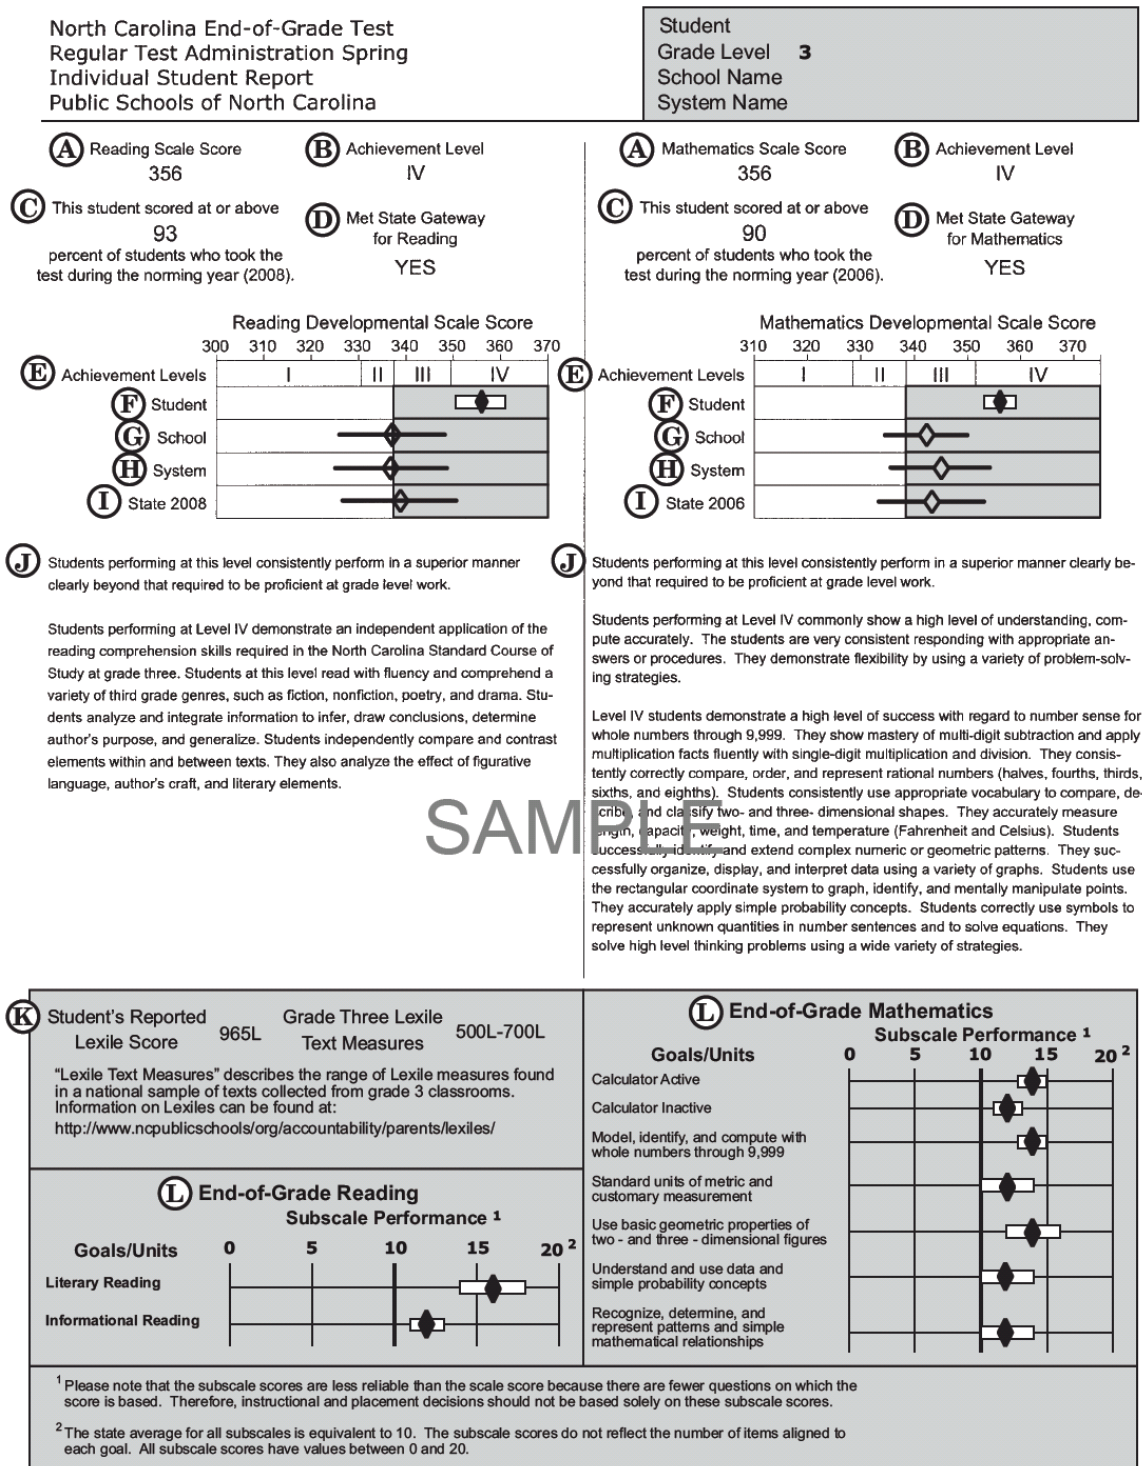 North Carolina End-of-Grade Test
Regular Test Administration Spring
Individual Student Report
Public Schools of North Carolina
Student
Grade Level 3
School Name
System Name
A Reading Scale Score
356
B Achievement Level
IV
C This student scored at or above
93
percent of students who took the
test during the norming year (2008).
D Met State Gateway
for Reading
YES
Reading Developmental Scale Score
300 310 320 330 340 350 360 370
E Achievement Levels I II III IV
F Student
G School
H System
I State 2008
J Students performing at this level consistently perform in a superior manner
clearly beyond that required to be proficient at grade level work.
Students performing at Level IV demonstrate an independent application of the
reading comprehension skills required in the North Carolina Standard Course of
Study at grade three. Students at this level read with fluency and comprehend a
variety of third grade genres, such as fiction, nonfiction, poetry, and drama. Stu-
dents analyze and integrate information to infer, draw conclusions, determine
author's purpose, and generalize. Students independently compare and contrast
elements within and between texts. They also analyze the effect of figurative
language, author's craft, and literary elements.
A Mathematics Scale Score
356
B Achievement Level
IV
C This student scored at or above
90
percent of students who took the
test during the norming year (2006).
D Met State Gateway
for Mathematics
YES
Mathematics Developmental Scale Score
310 320 330 340 350 360 370
E Achievement Levels I II III IV
F Student
G School
H System
I State 2006
J Students performing at this level consistently perform in a superior manner clearly be-
yond that required to be proficient at grade level work.
Students performing at Level IV commonly show a high level of understanding, com-
pute accurately. The students are very consistent responding with appropriate an-
swers or procedures. They demonstrate flexibility by using a variety of problem-solv-
ing strategies.
Level IV students demonstrate a high level of success with regard to number sense for
whole numbers through 9,999. They show mastery of multi-digit subtraction and apply
multiplication facts fluently with single-digit multiplication and division. They consis-
tently correctly compare, order, and represent rational numbers (halves, fourths, thirds,
sixths, and eighths). Students consistently use appropriate vocabulary to compare, de-
scribe, and classify two- and three- dimensional shapes. They accurately measure
length, capacity, weight, time, and temperature (Fahrenheit and Celsius). Students
successfully identify and extend complex numeric or geometric patterns. They suc-
cessfully organize, display, and interpret data using a variety of graphs. Students use
the rectangular coordinate system to graph, identify, and mentally manipulate points.
They accurately apply simple probability concepts. Students correctly use symbols to
represent unknown quantities in number sentences and to solve equations. They
solve high level thinking problems using a wide variety of strategies.
SAMPLE
K Student's Reported
Lexile Score
965L
Grade Three Lexile
Text Measures
500L-700L
"Lexile Text Measures" describes the range of Lexile measures found
in a national sample of texts collected from grade 3 classrooms.
Information on Lexiles can be found at:
http://www.ncpublicschools/org/accountability/parents/lexiles/
L End-of-Grade Reading
Subscale Performance 1
Goals/Units 0 5 10 15 20 2
Literary Reading
Informational Reading
L End-of-Grade Mathematics
Subscale Performance 1
Goals/Units 0 5 10 15 20 2
Calculator Active
Calculator Inactive
Model, identify, and compute with
whole numbers through 9,999
Standard units of metric and
customary measurement
Use basic geometric properties of
two - and three - dimensional figures
Understand and use data and
simple probability concepts
Recognize, determine, and
represent patterns and simple
mathematical relationships
1 Please note that the subscale scores are less reliable than the scale score because there are fewer questions on which the
score is based. Therefore, instructional and placement decisions should not be based solely on these subscale scores.
2 The state average for all subscales is equivalent to 10. The subscale scores do not reflect the number of items aligned to
each goal. All subscale scores have values between 0 and 20.